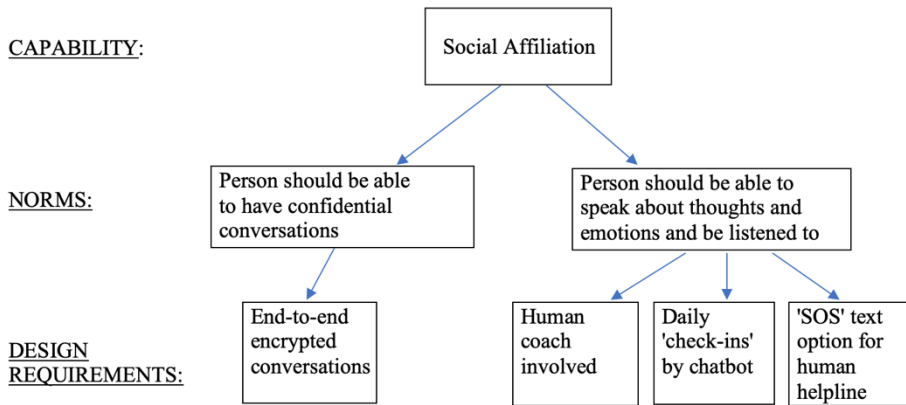 CAPABILITY:
Social Affiliation
NORMS:
Person should be able
to have confidential
conversations
Person should be able to
speak about thoughts and
emotions and be listened to
DESIGN
REQUIREMENTS:
End-to-end
encrypted
conversations
Human
coach
involved
Daily
'check-ins'
by chatbot
'SOS' text
option for
human
helpline